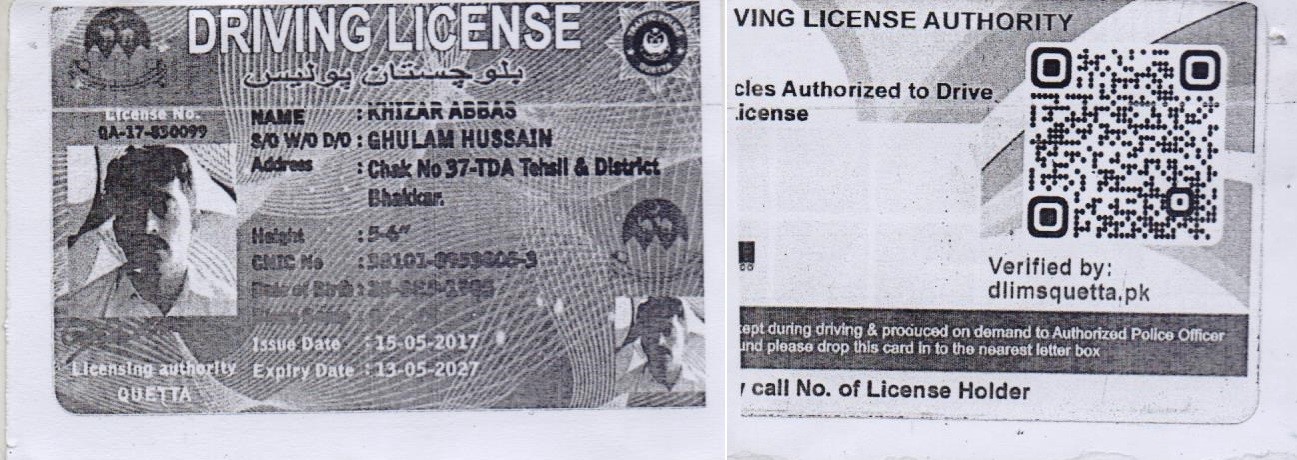 DRIVING LICENSE
بلوچستان پولیس
License No.
QA-17-850099
NAME : KHIZAR ABBAS
S/O W/O D/O : GHULAM HUSSAIN
Address : Chak No 37-TDA Tehsil & District
Bhakkar.
Height : 5-6"
CNIC No
Date of Birth :
Issue Date : 15-05-2017
Expiry Date : 13-05-2027
Licensing authority
QUETTA
VING LICENSE AUTHORITY
cles Authorized to Drive
icense
Verified by:
dlimsquetta.pk
ept during driving & produced on demand to Authorized Police Officer
und please drop this card in to the nearest letter box
y call No. of License Holder